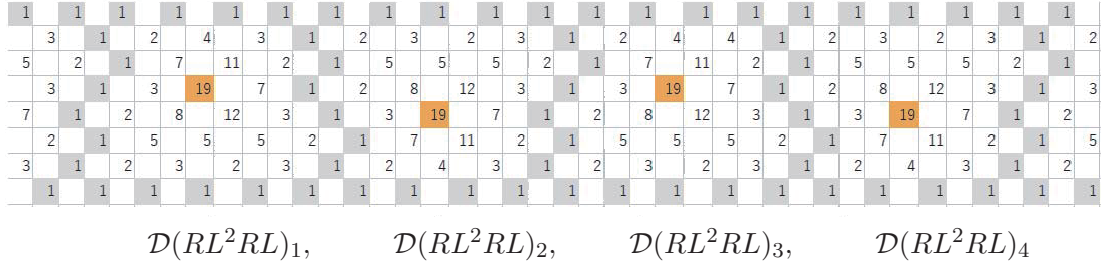 1 1 1 1 1 1 1 1 1 1 1 1 1 1 1 1 1 1 1 1 1
3 1 2 4 3 1 2 3 2 3 1 2 4 4 1 2 3 2 3 1 2
5 2 1 7 11 2 1 5 5 5 2 1 7 11 2 1 5 5 5 2 1
3 1 3 19 7 1 2 8 12 3 1 3 19 7 1 2 8 12 3 1 3
7 1 2 8 12 3 1 3 19 7 1 2 8 12 3 1 3 19 7 1 2
2 1 5 5 5 2 1 7 11 2 1 5 5 5 2 1 7 11 2 1 5
3 1 2 3 2 3 1 2 4 3 1 2 3 2 3 1 2 4 3 1 2
1 1 1 1 1 1 1 1 1 1 1 1 1 1 1 1 1 1 1 1 1
𝒟(RL²RL)₁, 𝒟(RL²RL)₂, 𝒟(RL²RL)₃, 𝒟(RL²RL)₄